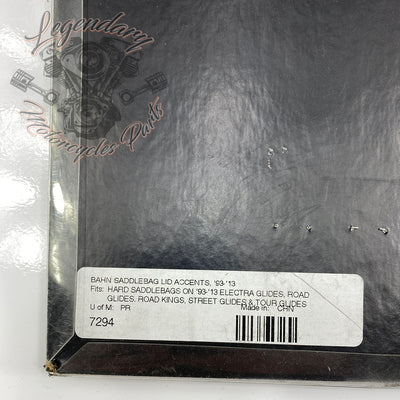 Legendary
Motorcycles Parts
BAHN SADDLEBAG LID ACCENTS, '93-'13
Fits: HARD SADDLEBAGS ON '93-'13 ELECTRA GLIDES, ROAD
GLIDES, ROAD KINGS, STREET GLIDES & TOUR GLIDES
U of M: PR Made in: CHN
7294